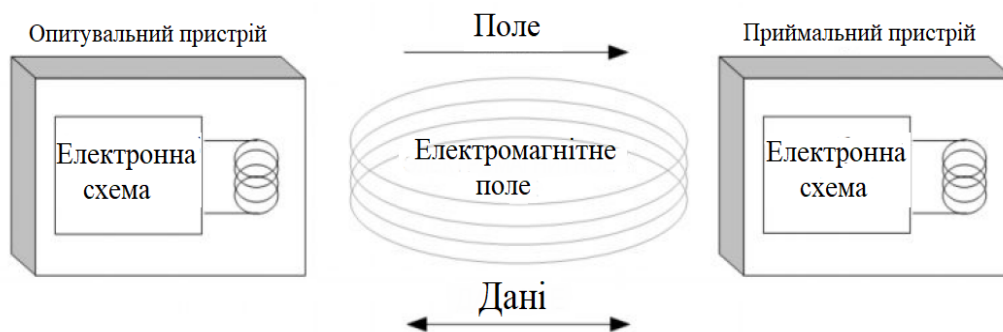 Опитувальний пристрій
Поле
Приймальний пристрій
Електронна
схема
Електромагнітне
поле
Електронна
схема
Дані